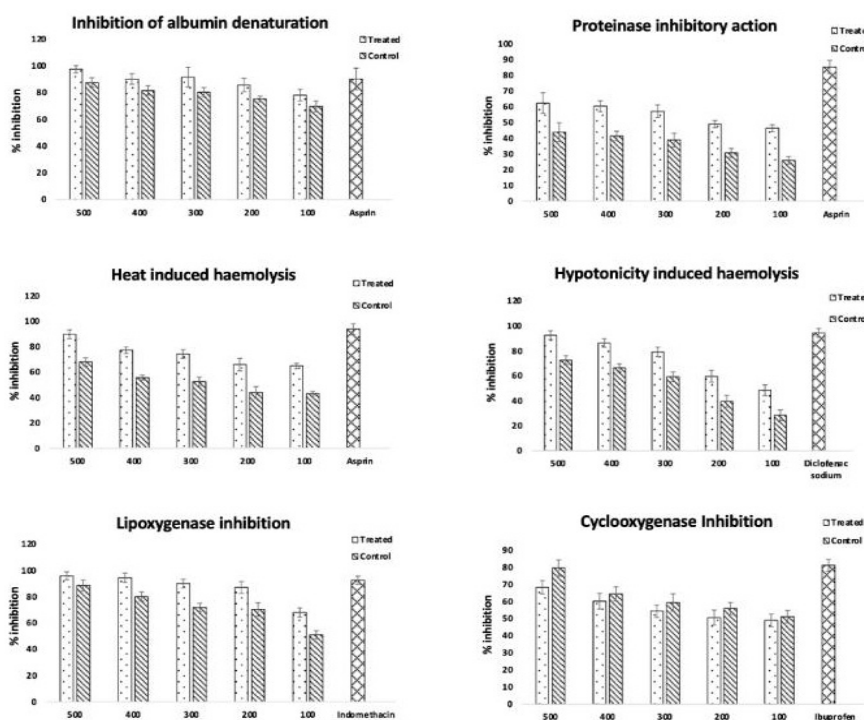 Inhibition of albumin denaturation
Treated
Control
% inhibition
120
100
80
60
40
20
0
500 400 300 200 100 Asprin
Proteinase inhibitory action
Treated
Control
% inhibition
100
90
80
70
60
50
40
30
20
10
0
500 400 300 200 100 Asprin
Heat induced haemolysis
Treated
Control
% inhibition
120
100
80
60
40
20
0
500 400 300 200 100 Asprin
Hypotonicity induced haemolysis
Treated
Control
% inhibition
120
100
80
60
40
20
0
500 400 300 200 100 Diclofenac
sodium
Lipoxygenase inhibition
Treated
Control
% inhibition
120
100
80
60
40
20
0
500 400 300 200 100 Indomethacin
Cyclooxygenase Inhibition
Treated
Control
% inhibition
90
80
70
60
50
40
30
20
10
0
500 400 300 200 100 Ibuprofen